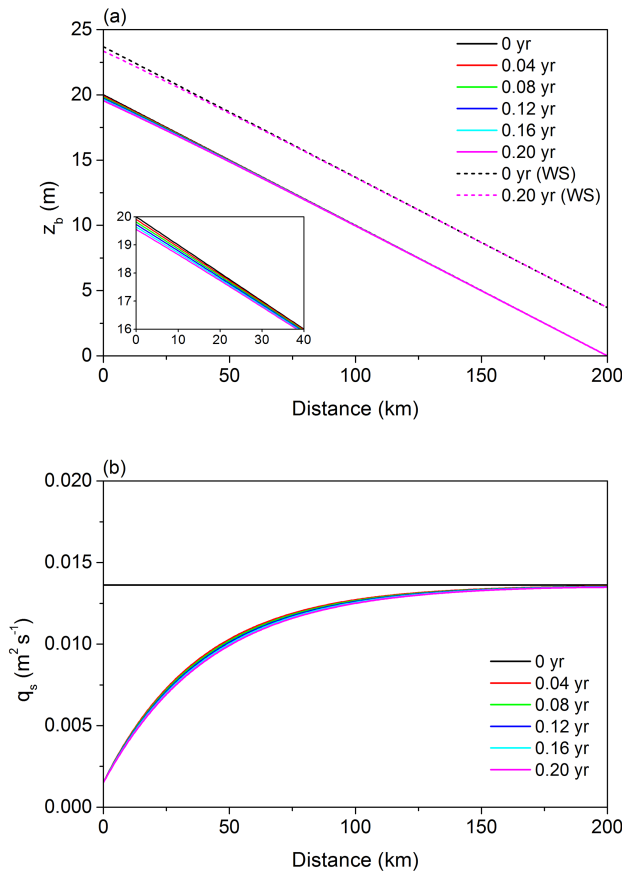 (a)
25
20
15
10
5
0
z_b (m)
0 yr
0.04 yr
0.08 yr
0.12 yr
0.16 yr
0.20 yr
0 yr (WS)
0.20 yr (WS)
20
19
18
17
16
0 10 20 30 40
0 50 100 150 200
Distance (km)
(b)
0.020
0.015
0.010
0.005
0.000
q_s (m² s⁻¹)
0 yr
0.04 yr
0.08 yr
0.12 yr
0.16 yr
0.20 yr
0 50 100 150 200
Distance (km)